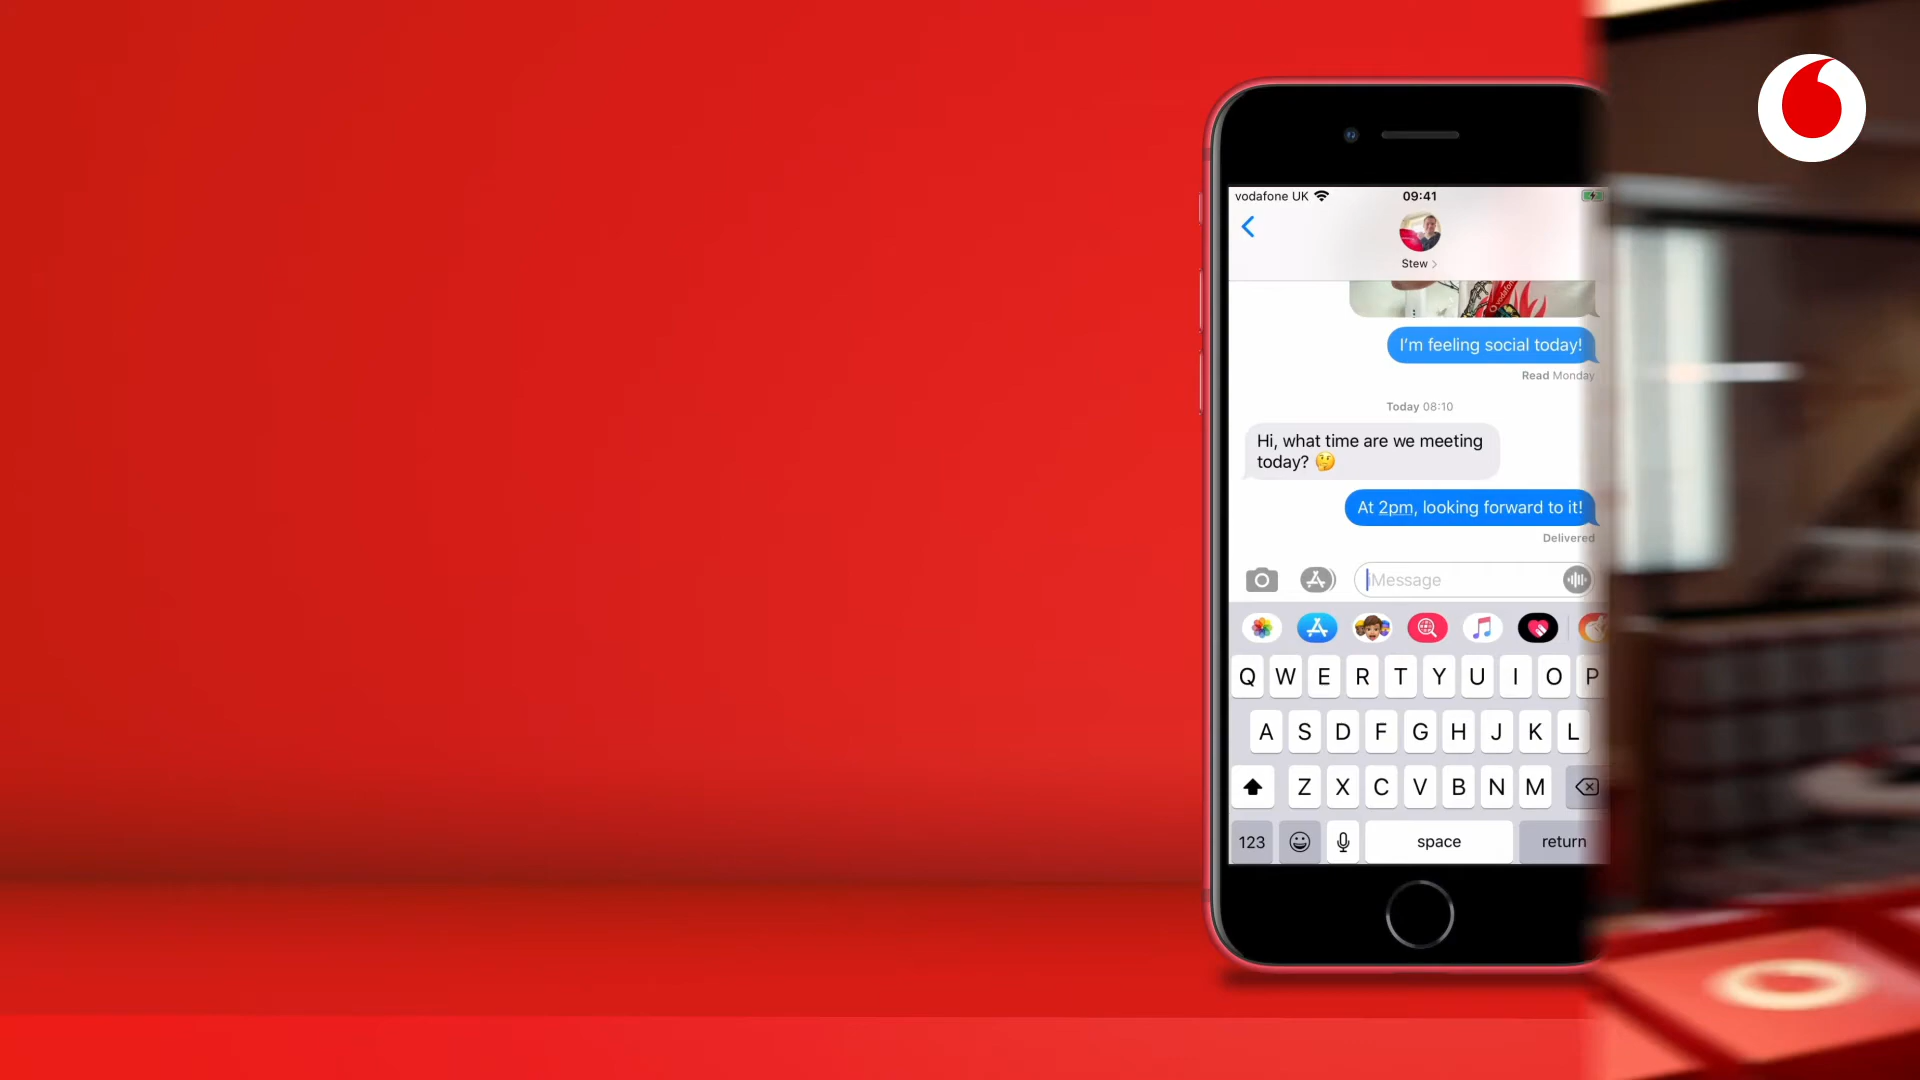 vodafone UK
09:41
Stew
I'm feeling social today!
Read Monday
Today 08:10
Hi, what time are we meeting
today? 🤔
At 2pm, looking forward to it!
Delivered
iMessage
Q W E R T Y U I O P
A S D F G H J K L
Z X C V B N M
123 space return